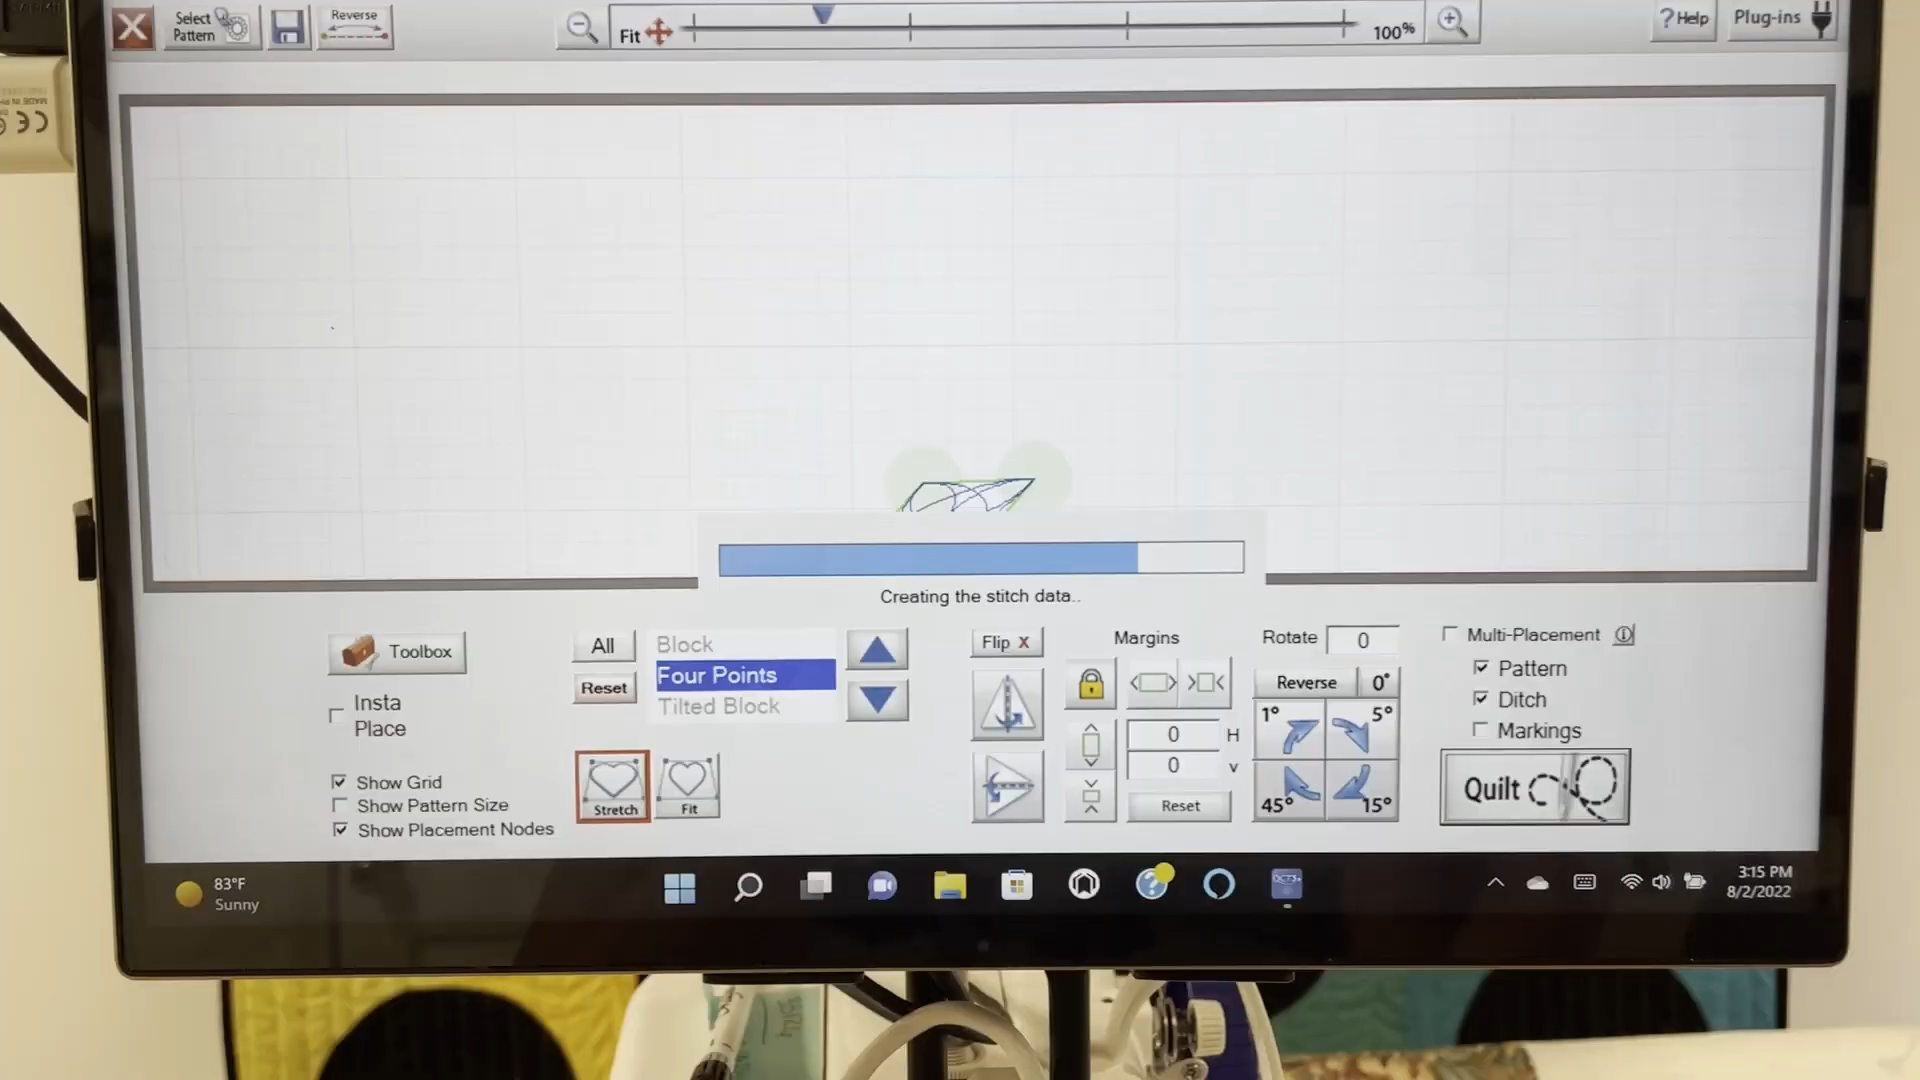 Select
Pattern
Reverse
Fit
100%
?Help
Plug-ins
MADE IN
CE
Creating the stitch data..
Toolbox
Insta
Place
Show Grid
Show Pattern Size
Show Placement Nodes
All
Reset
Block
Four Points
Tilted Block
Stretch
Fit
Flip X
Margins
0 H
0 V
Reset
Rotate 0
Reverse 0°
1° 5°
45° 15°
Multi-Placement
Pattern
Ditch
Markings
Quilt
83°F
Sunny
3:15 PM
8/2/2022